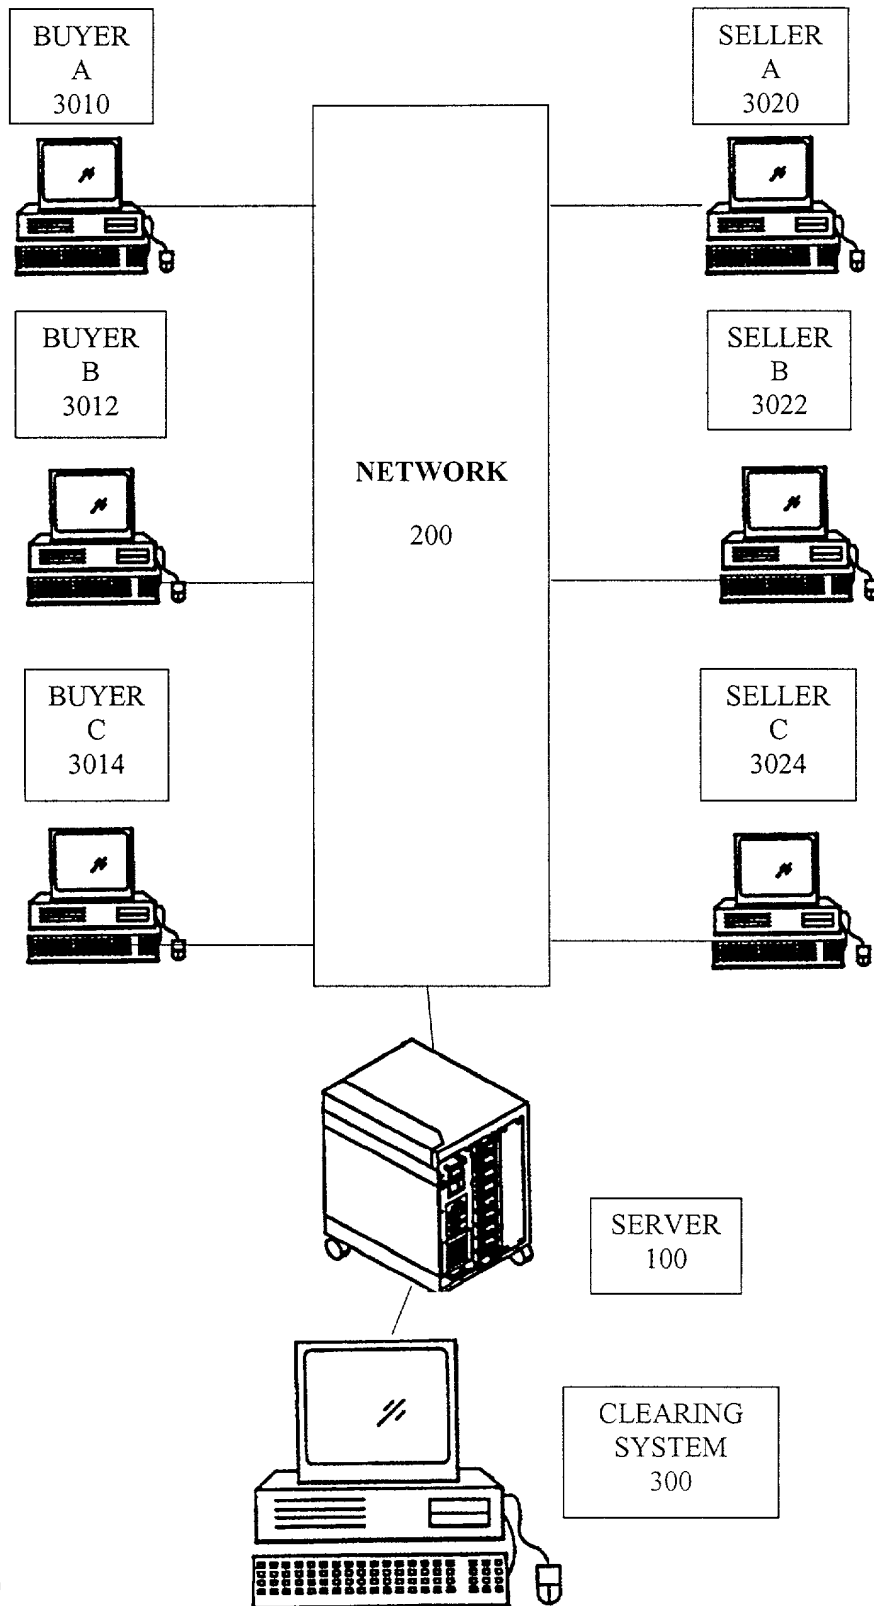 BUYER
A
3010
SELLER
A
3020
BUYER
B
3012
SELLER
B
3022
NETWORK
200
BUYER
C
3014
SELLER
C
3024
SERVER
100
CLEARING
SYSTEM
300